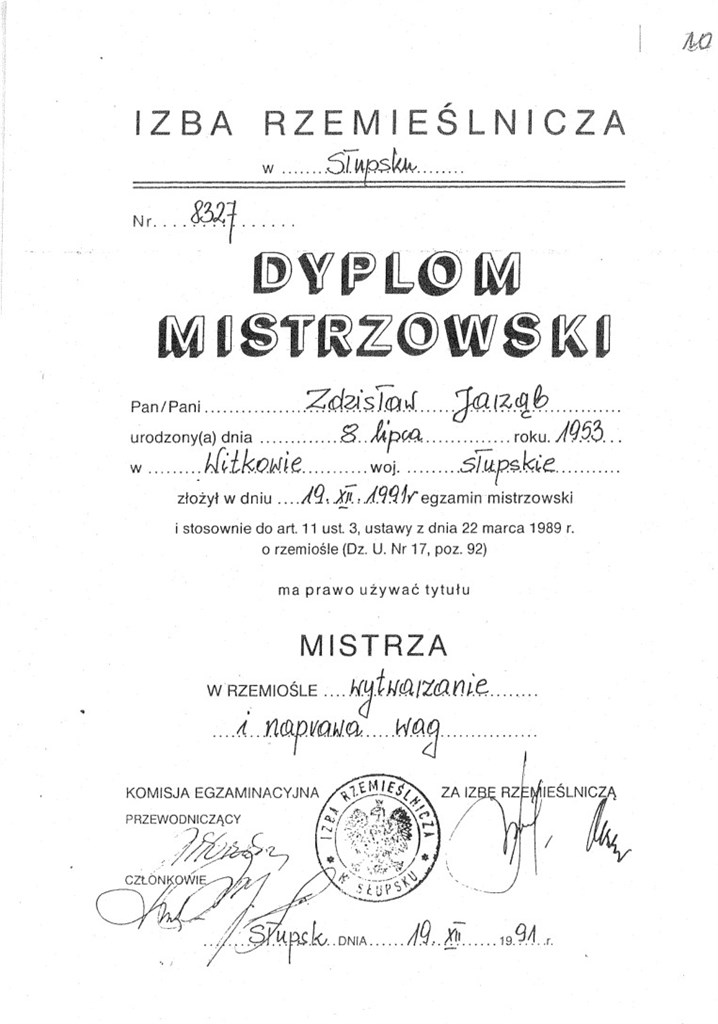 10
IZBA RZEMIEŚLNICZA
w ....... Słupsku ........
Nr. .... 8327 .......
DYPLOM
MISTRZOWSKI
Pan/Pani ............ Zdzisław Jarząb ............
urodzony(a) dnia ............ 8 lipca ............ roku. 1953 ...
w ........ Witkowie .......... woj. ........ słupskie ..........
złożył w dniu .... 19. XII. 1991r egzamin mistrzowski
i stosownie do art. 11 ust. 3, ustawy z dnia 22 marca 1989 r.
o rzemiośle (Dz. U. Nr 17, poz. 92)
ma prawo używać tytułu
MISTRZA
W RZEMIOŚLE .... wytwarzanie ........
.... i naprawa wag ..............
KOMISJA EGZAMINACYJNA
ZA IZBĘ RZEMIEŚLNICZĄ
PRZEWODNICZĄCY
IZBA RZEMIEŚLNICZA * W SŁUPSKU *
CZŁONKOWIE
....... Słupsk DNIA ...... 19. XII ....... 1991. r.